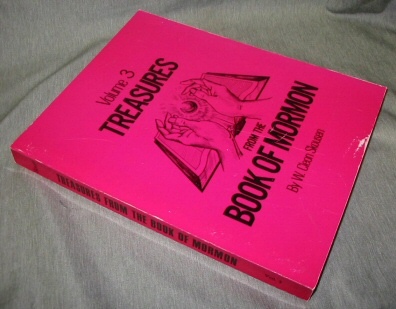 Volume 3
TREASURES
FROM THE
BOOK OF MORMON
By W. Cleon Skousen
TREASURES FROM THE BOOK OF MORMON